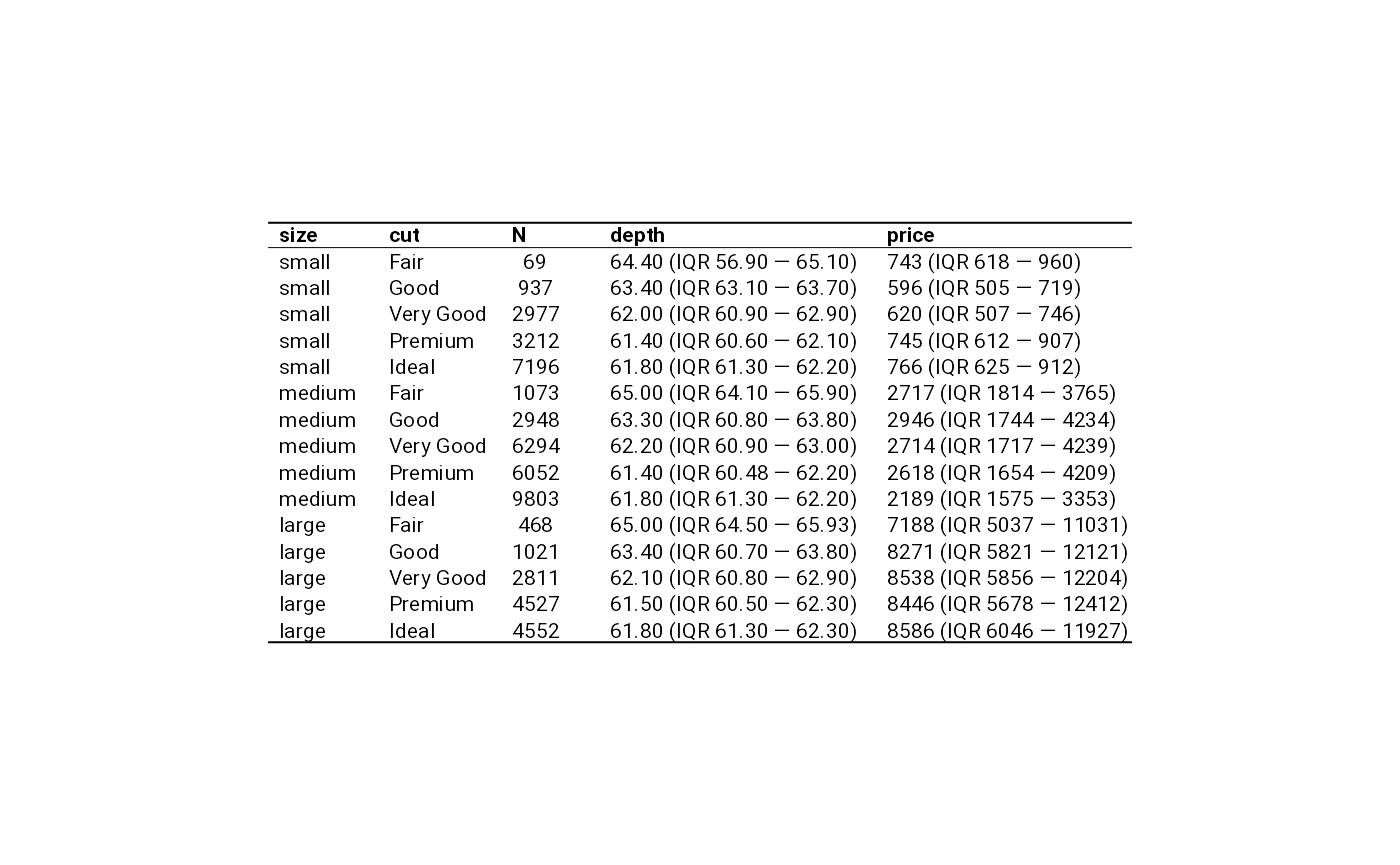 size cut N depth price
small Fair 69 64.40 (IQR 56.90 — 65.10) 743 (IQR 618 — 960)
small Good 937 63.40 (IQR 63.10 — 63.70) 596 (IQR 505 — 719)
small Very Good 2977 62.00 (IQR 60.90 — 62.90) 620 (IQR 507 — 746)
small Premium 3212 61.40 (IQR 60.60 — 62.10) 745 (IQR 612 — 907)
small Ideal 7196 61.80 (IQR 61.30 — 62.20) 766 (IQR 625 — 912)
medium Fair 1073 65.00 (IQR 64.10 — 65.90) 2717 (IQR 1814 — 3765)
medium Good 2948 63.30 (IQR 60.80 — 63.80) 2946 (IQR 1744 — 4234)
medium Very Good 6294 62.20 (IQR 60.90 — 63.00) 2714 (IQR 1717 — 4239)
medium Premium 6052 61.40 (IQR 60.48 — 62.20) 2618 (IQR 1654 — 4209)
medium Ideal 9803 61.80 (IQR 61.30 — 62.20) 2189 (IQR 1575 — 3353)
large Fair 468 65.00 (IQR 64.50 — 65.93) 7188 (IQR 5037 — 11031)
large Good 1021 63.40 (IQR 60.70 — 63.80) 8271 (IQR 5821 — 12121)
large Very Good 2811 62.10 (IQR 60.80 — 62.90) 8538 (IQR 5856 — 12204)
large Premium 4527 61.50 (IQR 60.50 — 62.30) 8446 (IQR 5678 — 12412)
large Ideal 4552 61.80 (IQR 61.30 — 62.30) 8586 (IQR 6046 — 11927)